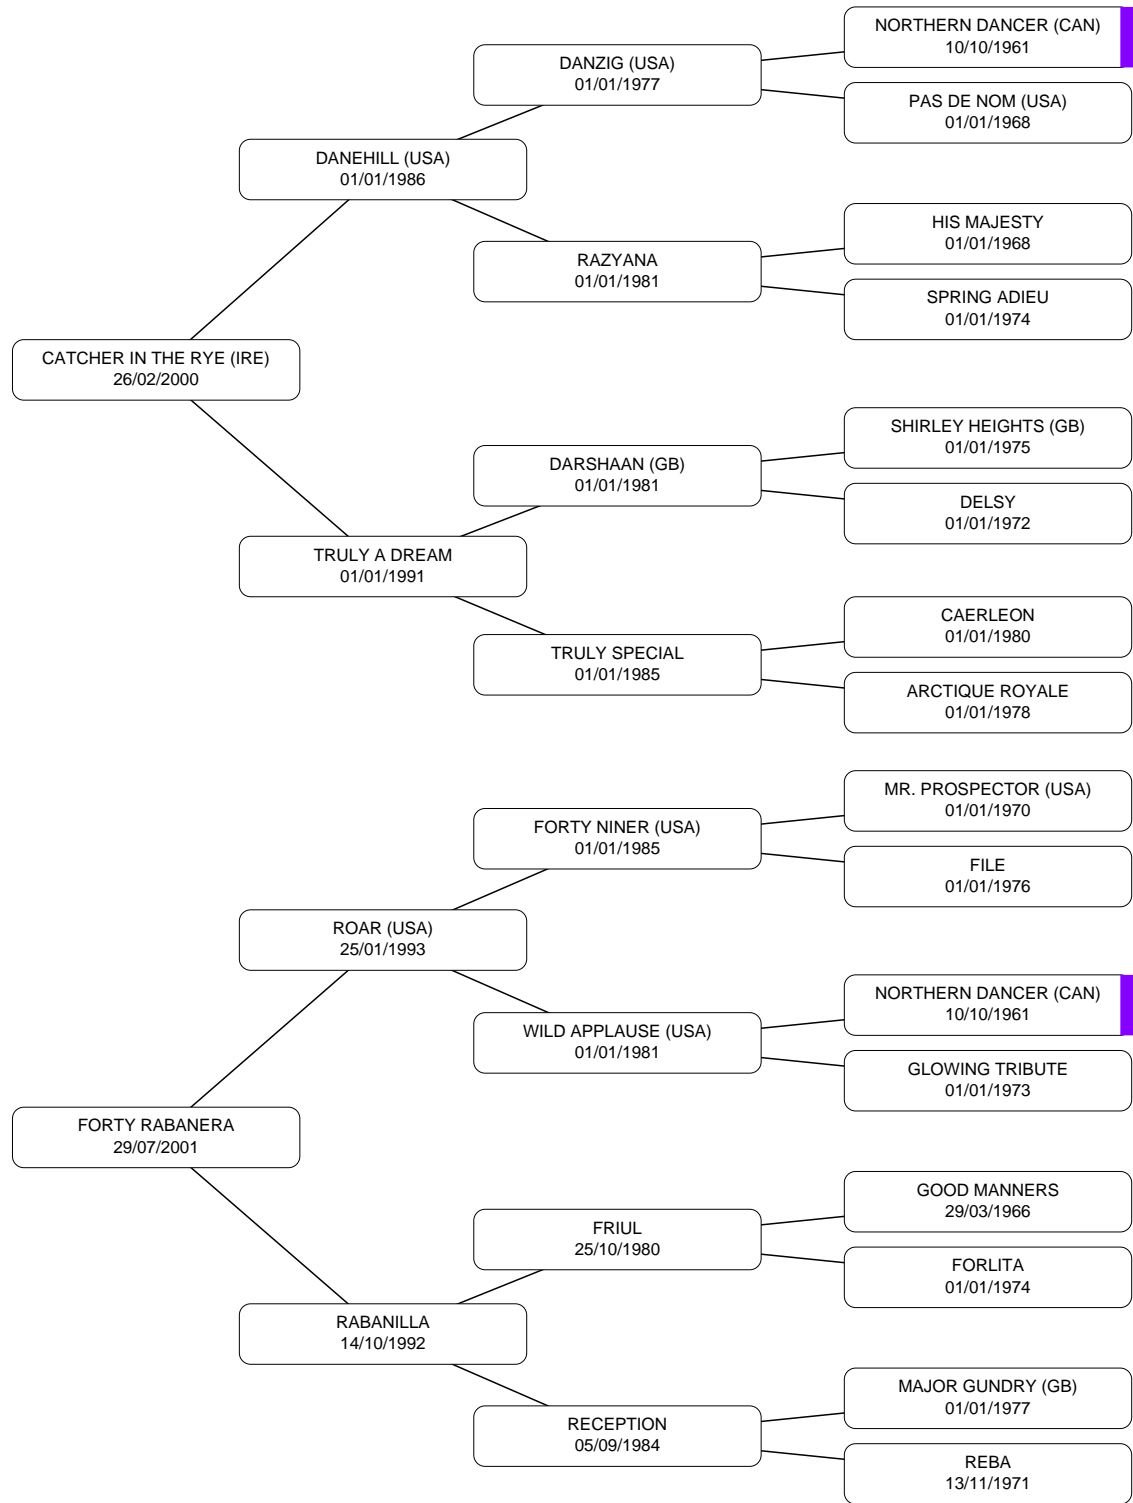 NORTHERN DANCER (CAN)
10/10/1961
DANZIG (USA)
01/01/1977
PAS DE NOM (USA)
01/01/1968
DANEHILL (USA)
01/01/1986
HIS MAJESTY
01/01/1968
RAZYANA
01/01/1981
SPRING ADIEU
01/01/1974
CATCHER IN THE RYE (IRE)
26/02/2000
SHIRLEY HEIGHTS (GB)
01/01/1975
DARSHAAN (GB)
01/01/1981
DELSY
01/01/1972
TRULY A DREAM
01/01/1991
CAERLEON
01/01/1980
TRULY SPECIAL
01/01/1985
ARCTIQUE ROYALE
01/01/1978
MR. PROSPECTOR (USA)
01/01/1970
FORTY NINER (USA)
01/01/1985
FILE
01/01/1976
ROAR (USA)
25/01/1993
NORTHERN DANCER (CAN)
10/10/1961
WILD APPLAUSE (USA)
01/01/1981
GLOWING TRIBUTE
01/01/1973
FORTY RABANERA
29/07/2001
GOOD MANNERS
29/03/1966
FRIUL
25/10/1980
FORLITA
01/01/1974
RABANILLA
14/10/1992
MAJOR GUNDRY (GB)
01/01/1977
RECEPTION
05/09/1984
REBA
13/11/1971